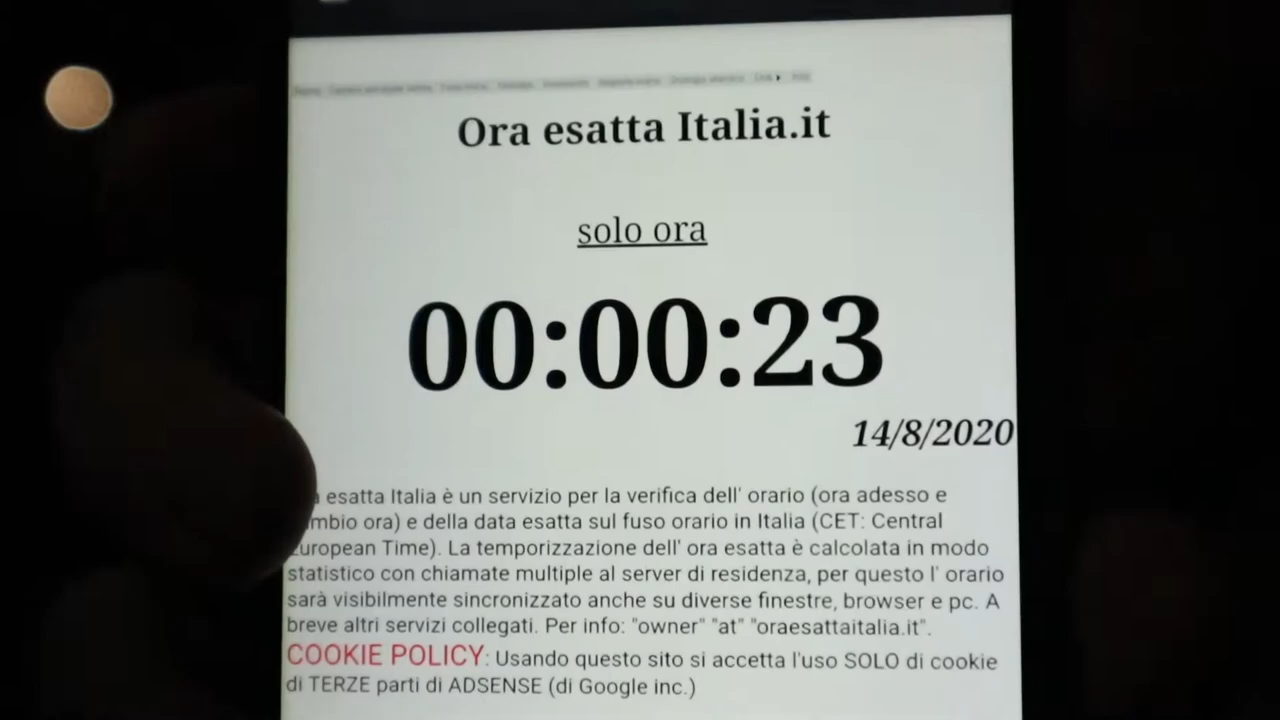 Ora esatta Italia.it
solo ora
00:00:23
14/8/2020
esatta Italia è un servizio per la verifica dell' orario (ora adesso e
ora) e della data esatta sul fuso orario in Italia (CET: Central
European Time). La temporizzazione dell' ora esatta è calcolata in modo
statistico con chiamate multiple al server di residenza, per questo l' orario
sarà visibilmente sincronizzato anche su diverse finestre, browser e pc. A
breve altri servizi collegati. Per info: "owner" "at" "oraesattaitalia.it".
COOKIE POLICY: Usando questo sito si accetta l'uso SOLO di cookie
di TERZE parti di ADSENSE (di Google inc.)